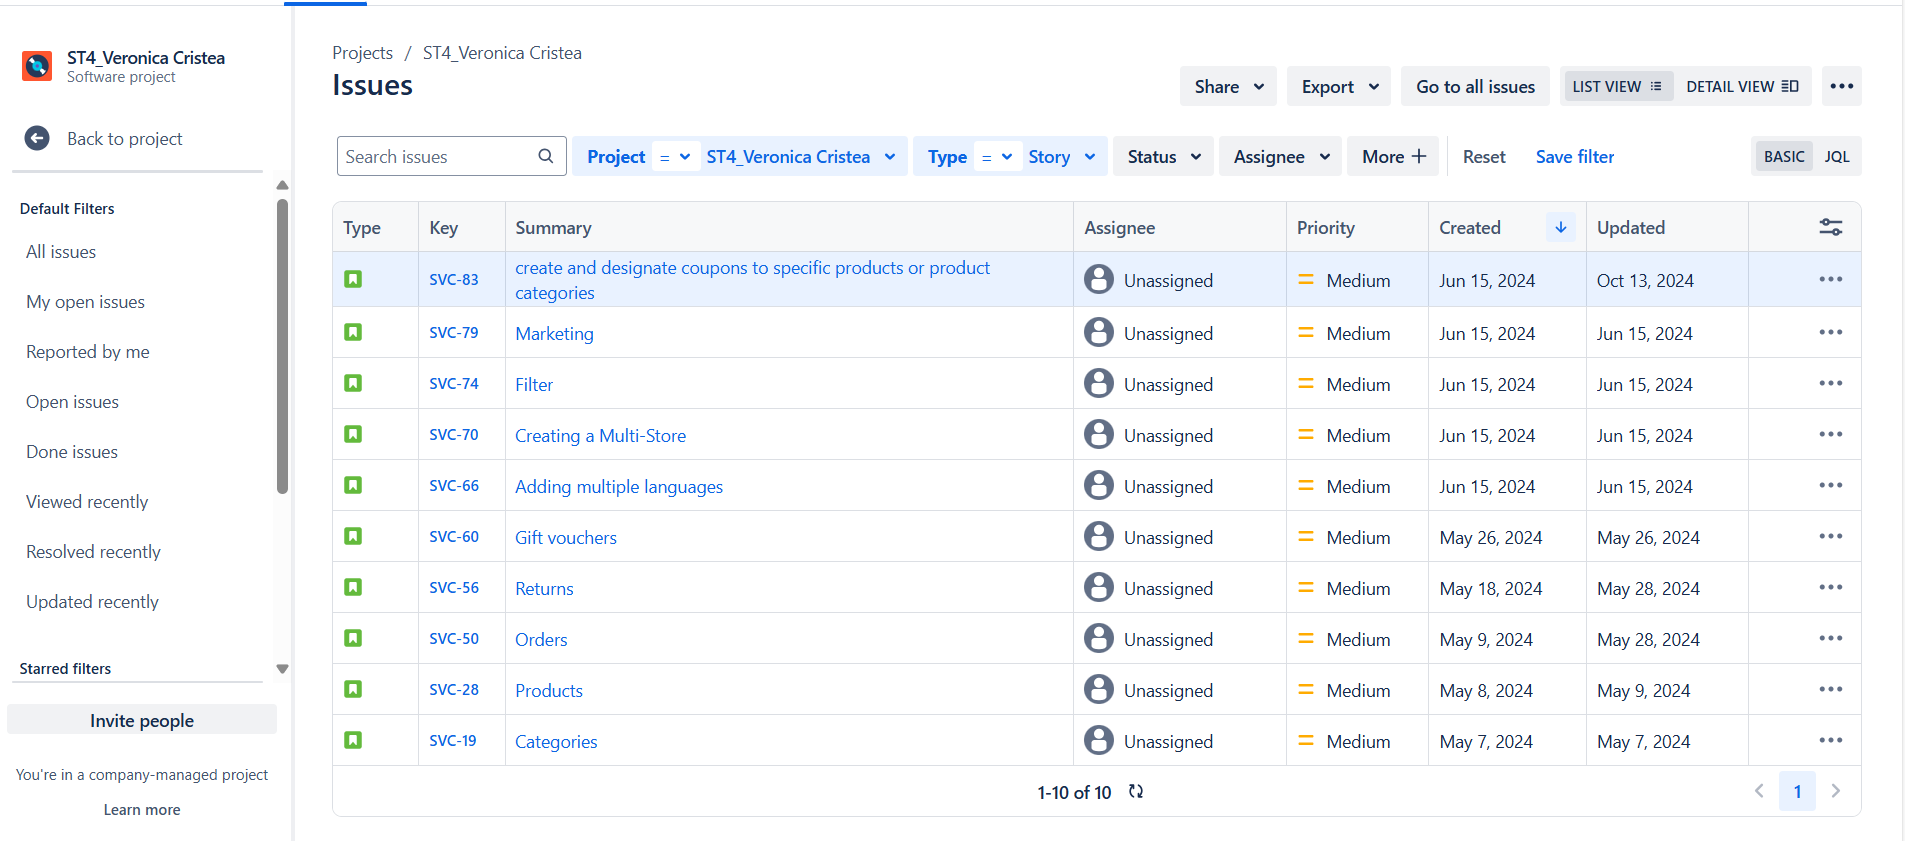 ST4_Veronica Cristea
Software project
Back to project
Default Filters
All issues
My open issues
Reported by me
Open issues
Done issues
Viewed recently
Resolved recently
Updated recently
Starred filters
Invite people
You're in a company-managed project
Learn more
Projects / ST4_Veronica Cristea
Issues
Share Export Go to all issues LIST VIEW DETAIL VIEW
Search issues Project = ST4_Veronica Cristea Type = Story Status Assignee More + Reset Save filter BASIC JQL
Type Key Summary Assignee Priority Created Updated
SVC-83 create and designate coupons to specific products or product
categories Unassigned Medium Jun 15, 2024 Oct 13, 2024
SVC-79 Marketing Unassigned Medium Jun 15, 2024 Jun 15, 2024
SVC-74 Filter Unassigned Medium Jun 15, 2024 Jun 15, 2024
SVC-70 Creating a Multi-Store Unassigned Medium Jun 15, 2024 Jun 15, 2024
SVC-66 Adding multiple languages Unassigned Medium Jun 15, 2024 Jun 15, 2024
SVC-60 Gift vouchers Unassigned Medium May 26, 2024 May 26, 2024
SVC-56 Returns Unassigned Medium May 18, 2024 May 28, 2024
SVC-50 Orders Unassigned Medium May 9, 2024 May 28, 2024
SVC-28 Products Unassigned Medium May 8, 2024 May 9, 2024
SVC-19 Categories Unassigned Medium May 7, 2024 May 7, 2024
1-10 of 10 1